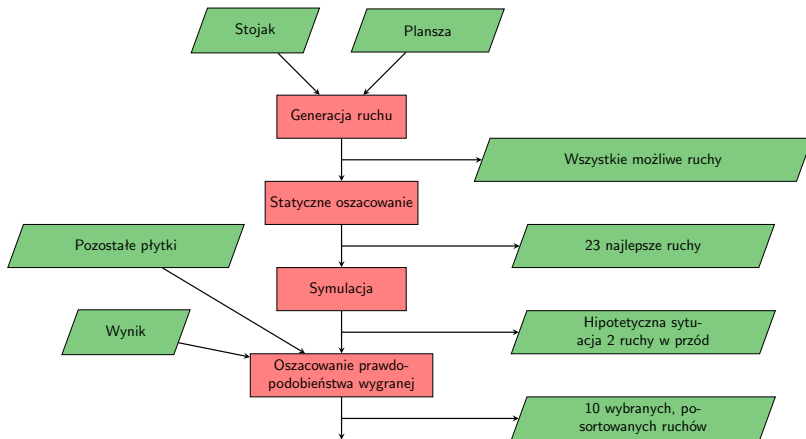 Stojak
Plansza
Generacja ruchu
Wszystkie możliwe ruchy
Statyczne oszacowanie
Pozostałe płytki
23 najlepsze ruchy
Symulacja
Wynik
Hipotetyczna sytu-
acja 2 ruchy w przód
Oszacowanie prawdo-
podobieństwa wygranej
10 wybranych, po-
sortowanych ruchów